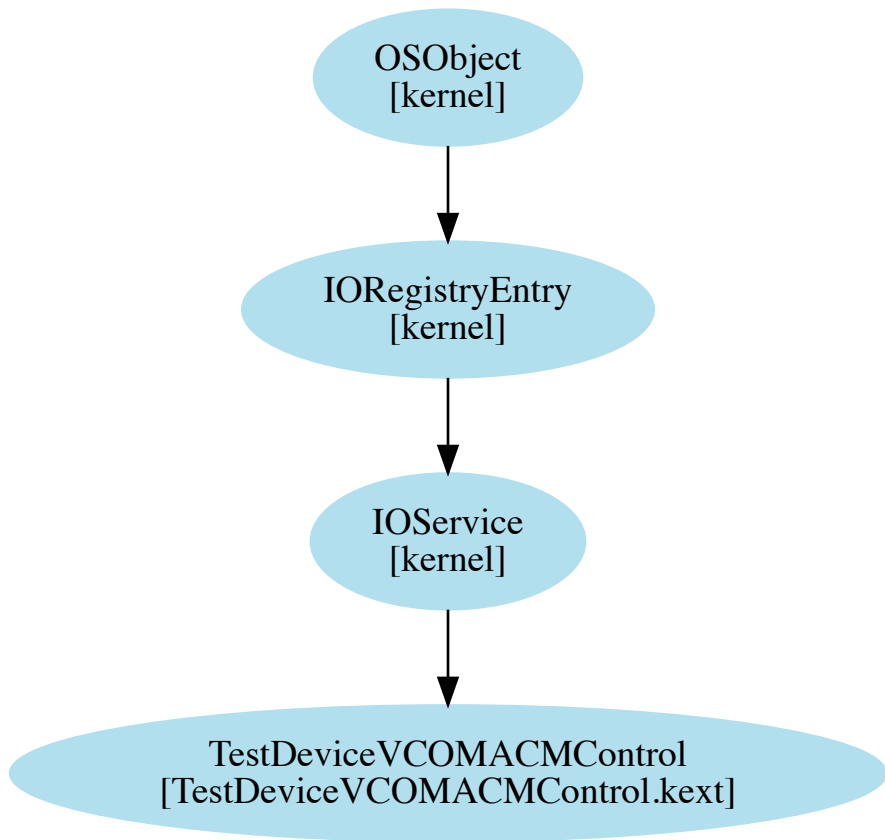 OSObject
[kernel]
IORegistryEntry
[kernel]
IOService
[kernel]
TestDeviceVCOMACMControl
[TestDeviceVCOMACMControl.kext]